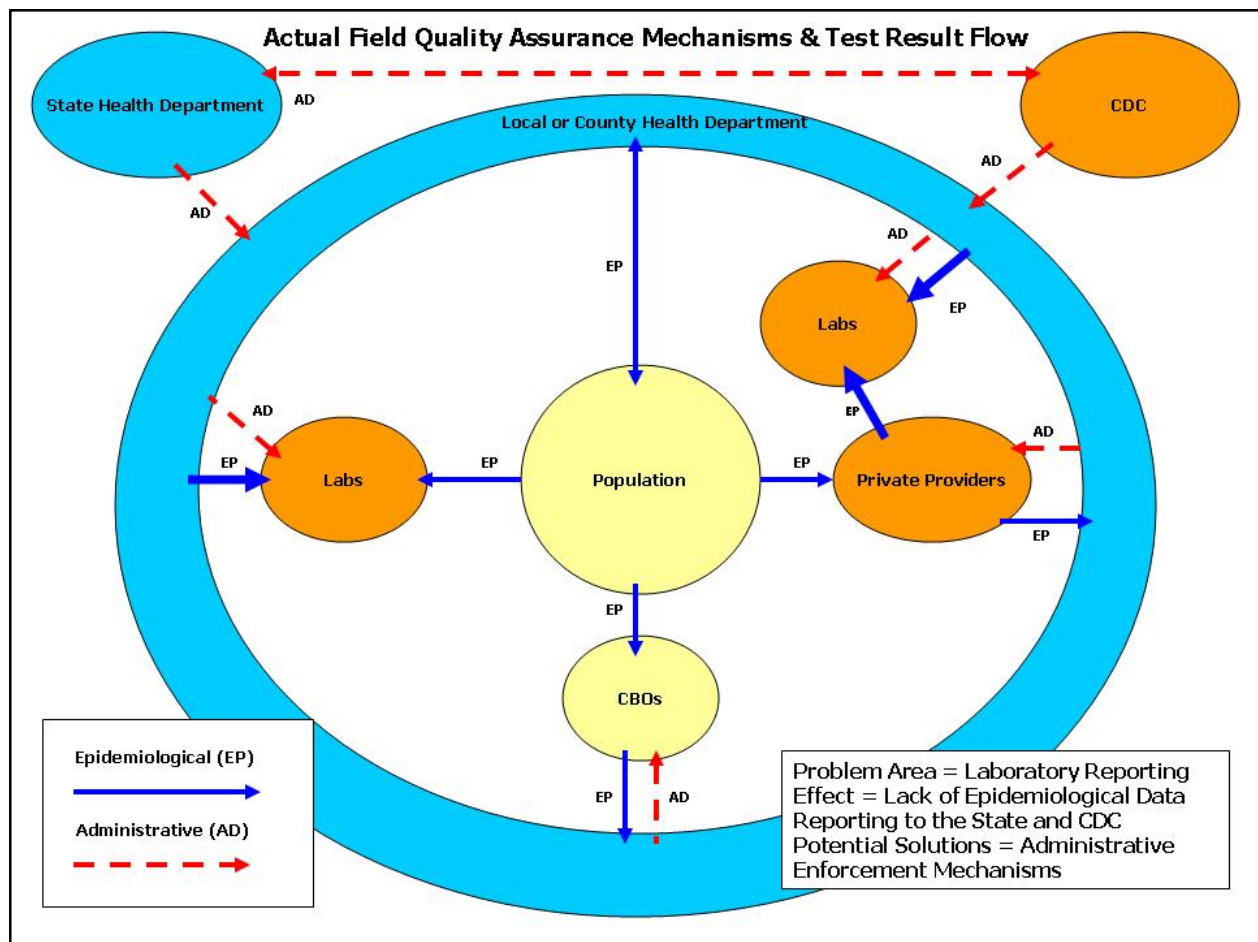 Actual Field Quality Assurance Mechanisms & Test Result Flow
State Health Department
AD
CDC
Local or County Health Department
AD
AD
AD
EP
EP
Labs
AD
EP
AD
EP
Labs
EP
Population
EP
Private Providers
EP
EP
CBOs
EP
AD
Epidemiological (EP)
Administrative (AD)
Problem Area = Laboratory Reporting
Effect = Lack of Epidemiological Data
Reporting to the State and CDC
Potential Solutions = Administrative
Enforcement Mechanisms